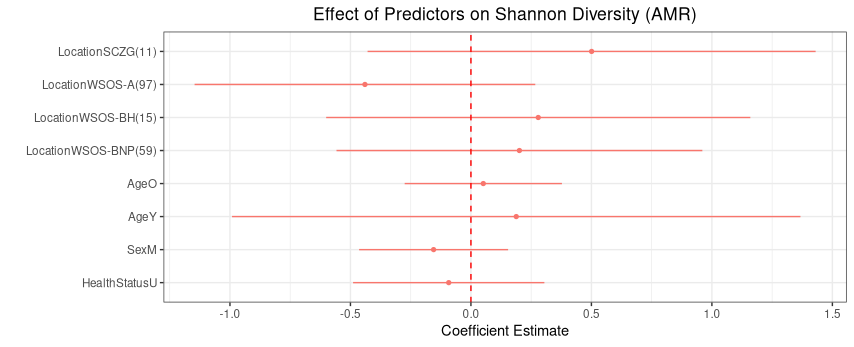 Effect of Predictors on Shannon Diversity (AMR)
LocationSCZG(11)
LocationWSOS-A(97)
LocationWSOS-BH(15)
LocationWSOS-BNP(59)
AgeO
AgeY
SexM
HealthStatusU
-1.0 -0.5 0.0 0.5 1.0 1.5
Coefficient Estimate